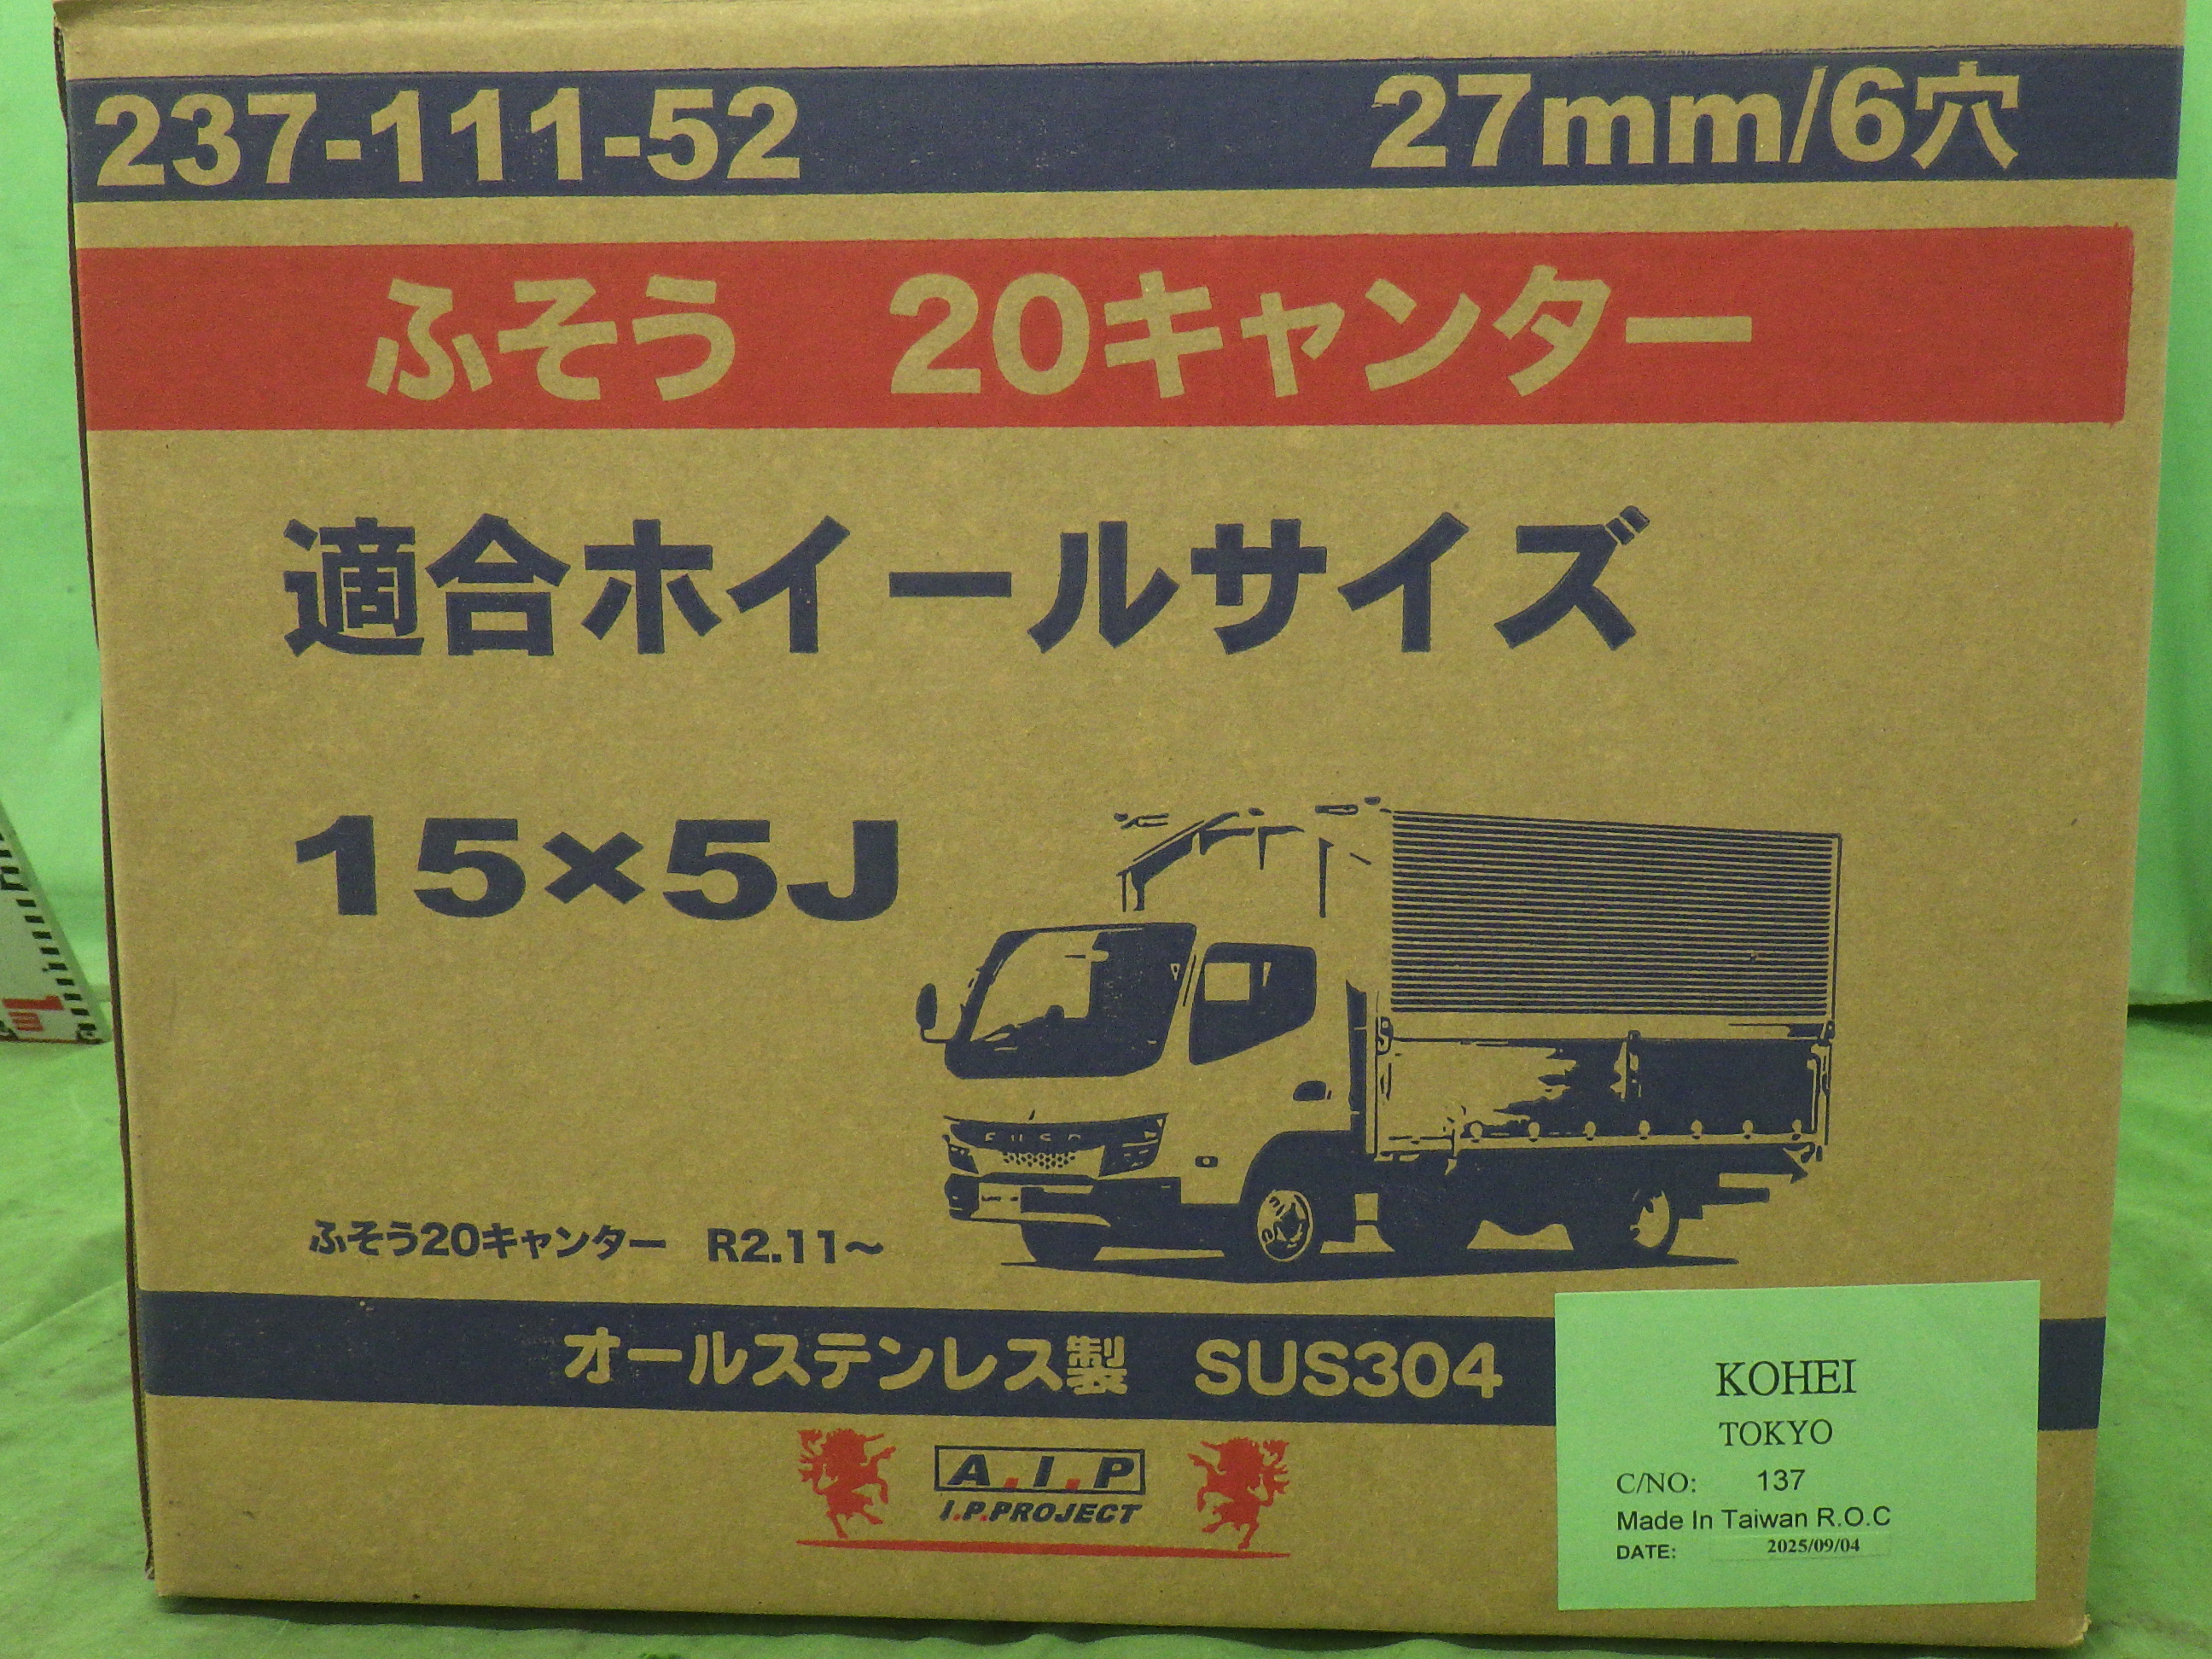 237-111-52 27mm/6穴
ふそう 20キャンター
適合ホイールサイズ
15×5J
ふそう20キャンター R2.11～
オールステンレス製 SUS304
A.I.P
I.P.PROJECT
KOHEI
TOKYO
C/NO: 137
Made In Taiwan R.O.C
DATE: 2025/09/04
1m